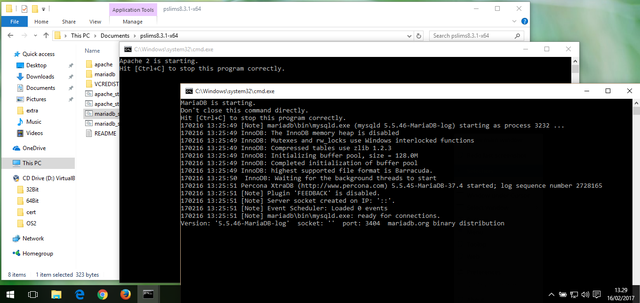 Application Tools
pslims8.3.1-v64
File
Home
Share
View
Manage
This PC
Documents
pslims8.3.1-v64
Search pslims8.3.1-v64
Quick access
Desktop
Downloads
Documents
Pictures
extra
Music
Videos
OneDrive
This PC
CD Drive (D:) VirtualB
32Bit
64Bit
cert
OS2
Network
Homegroup
Name
apache
mariadb
VCREDIST
apache_st
apache_st
mariadb_s
mariadb_st
README
8 items
1 item selected 323 bytes
C:\Windows\system32\cmd.exe
Apache 2 is starting.
Hit [Ctrl+C] to stop this program correctly.
C:\Windows\system32\cmd.exe
MariaDB is starting.
Don't close this command directly.
Hit [Ctrl+C] to stop this program correctly.
170216 13:25:49 [Note] mariadb\bin\mysqld.exe (mysqld 5.5.46-MariaDB-log) starting as process 3232 ...
170216 13:25:49 InnoDB: The InnoDB memory heap is disabled
170216 13:25:49 InnoDB: Mutexes and rw_locks use Windows interlocked functions
170216 13:25:49 InnoDB: Compressed tables use zlib 1.2.3
170216 13:25:49 InnoDB: Initializing buffer pool, size = 128.0M
170216 13:25:49 InnoDB: Completed initialization of buffer pool
170216 13:25:49 InnoDB: highest supported file format is Barracuda.
170216 13:25:50  InnoDB: Waiting for the background threads to start
170216 13:25:51 Percona XtraDB (http://www.percona.com) 5.5.45-MariaDB-37.4 started; log sequence number 2728165
170216 13:25:51 [Note] Plugin 'FEEDBACK' is disabled.
170216 13:25:51 [Note] Server socket created on IP: '::'.
170216 13:25:51 [Note] Event Scheduler: Loaded 0 events
170216 13:25:51 [Note] mariadb\bin\mysqld.exe: ready for connections.
Version: '5.5.46-MariaDB-log'  socket: ''  port: 3404  mariadb.org binary distribution
13.29
16/02/2017